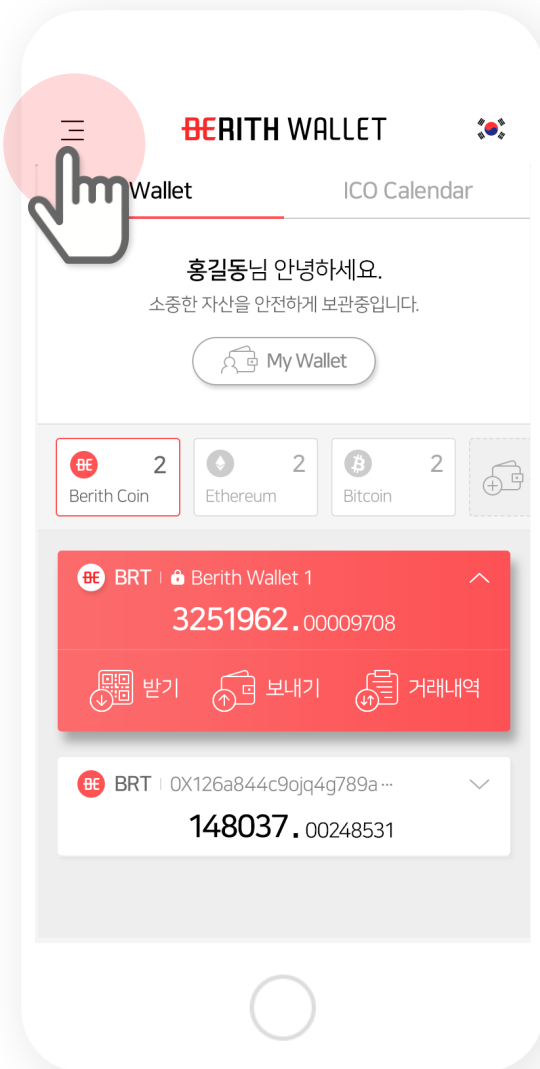 BERITH WALLET
Wallet ICO Calendar
홍길동님 안녕하세요.
소중한 자산을 안전하게 보관중입니다.
My Wallet
2 2 2
Berith Coin Ethereum Bitcoin
BRT Berith Wallet 1
3251962.00009708
받기 보내기 거래내역
BRT 0X126a844c9ojq4g789a···
148037.00248531